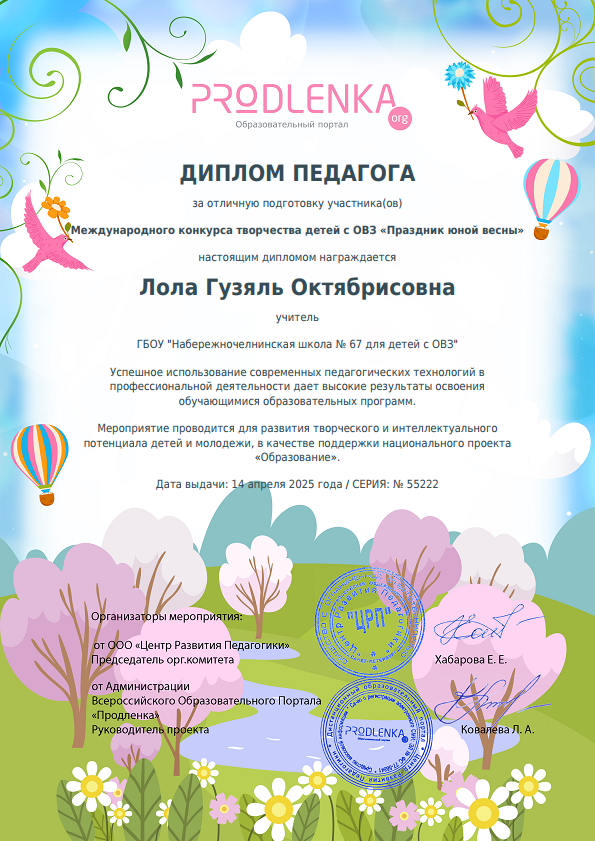 PRODLENKA
org
Образовательный портал
ДИПЛОМ ПЕДАГОГА
за отличную подготовку участника(ов)
Международного конкурса творчества детей с ОВЗ «Праздник юной весны»
настоящим дипломом награждается
Лола Гузяль Октябрисовна
учитель
ГБОУ "Набережночелнинская школа № 67 для детей с ОВЗ"
Успешное использование современных педагогических технологий в
профессиональной деятельности дает высокие результаты освоения
обучающимися образовательных программ.
Мероприятие проводится для развития творческого и интеллектуального
потенциала детей и молодежи, в качестве поддержки национального проекта
«Образование».
Дата выдачи: 14 апреля 2025 года / СЕРИЯ: № 55222
Организаторы мероприятия:
от ООО «Центр Развития Педагогики»
Председатель орг.комитета
Хабарова Е. Е.
от Администрации
Всероссийского Образовательного Портала
«Продленка»
Руководитель проекта
Ковалева Л. А.
Центр Развития Педагогики
"ЦРП"
PRODLENKA